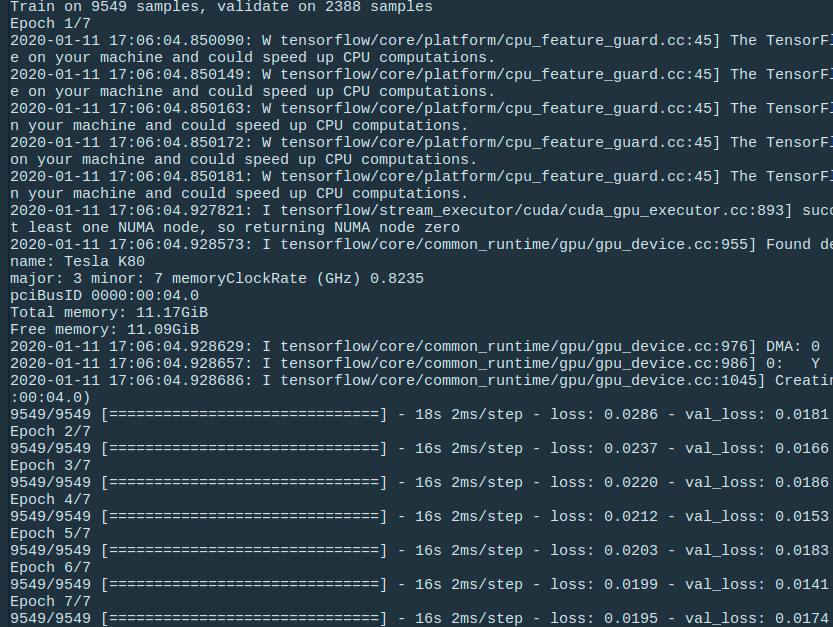 Train on 9549 samples, validate on 2388 samples
Epoch 1/7
2020-01-11 17:06:04.850090: W tensorflow/core/platform/cpu_feature_guard.cc:45] The TensorFl
e on your machine and could speed up CPU computations.
2020-01-11 17:06:04.850149: W tensorflow/core/platform/cpu_feature_guard.cc:45] The TensorFl
e on your machine and could speed up CPU computations.
2020-01-11 17:06:04.850163: W tensorflow/core/platform/cpu_feature_guard.cc:45] The TensorFl
n your machine and could speed up CPU computations.
2020-01-11 17:06:04.850172: W tensorflow/core/platform/cpu_feature_guard.cc:45] The TensorFl
on your machine and could speed up CPU computations.
2020-01-11 17:06:04.850181: W tensorflow/core/platform/cpu_feature_guard.cc:45] The TensorFl
n your machine and could speed up CPU computations.
2020-01-11 17:06:04.927821: I tensorflow/stream_executor/cuda/cuda_gpu_executor.cc:893] succ
t least one NUMA node, so returning NUMA node zero
2020-01-11 17:06:04.928573: I tensorflow/core/common_runtime/gpu/gpu_device.cc:955] Found de
name: Tesla K80
major: 3 minor: 7 memoryClockRate (GHz) 0.8235
pciBusID 0000:00:04.0
Total memory: 11.17GiB
Free memory: 11.09GiB
2020-01-11 17:06:04.928629: I tensorflow/core/common_runtime/gpu/gpu_device.cc:976] DMA: 0
2020-01-11 17:06:04.928657: I tensorflow/core/common_runtime/gpu/gpu_device.cc:986] 0:   Y
2020-01-11 17:06:04.928686: I tensorflow/core/common_runtime/gpu/gpu_device.cc:1045] Creatin
:00:04.0)
9549/9549 [==============================] - 18s 2ms/step - loss: 0.0286 - val_loss: 0.0181
Epoch 2/7
9549/9549 [==============================] - 16s 2ms/step - loss: 0.0237 - val_loss: 0.0166
Epoch 3/7
9549/9549 [==============================] - 16s 2ms/step - loss: 0.0220 - val_loss: 0.0186
Epoch 4/7
9549/9549 [==============================] - 16s 2ms/step - loss: 0.0212 - val_loss: 0.0153
Epoch 5/7
9549/9549 [==============================] - 16s 2ms/step - loss: 0.0203 - val_loss: 0.0183
Epoch 6/7
9549/9549 [==============================] - 16s 2ms/step - loss: 0.0199 - val_loss: 0.0141
Epoch 7/7
9549/9549 [==============================] - 16s 2ms/step - loss: 0.0195 - val_loss: 0.0174